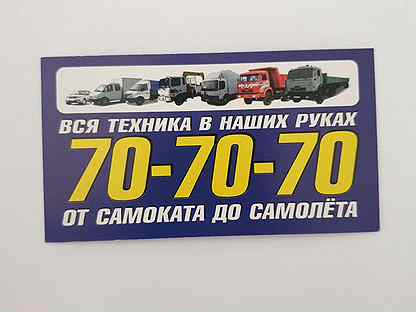 ВСЯ ТЕХНИКА В НАШИХ РУКАХ
70-70-70
ОТ САМОКАТА ДО САМОЛЁТА